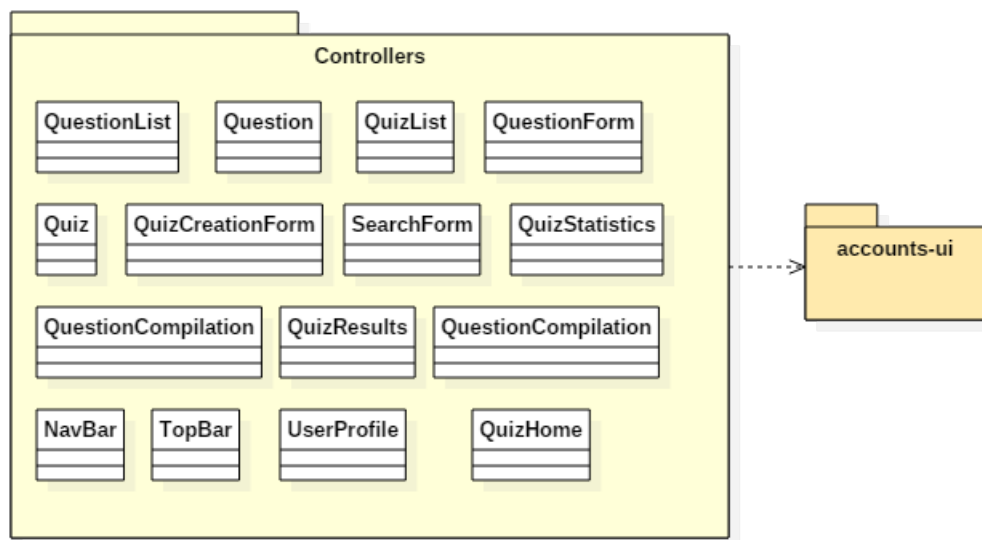 Controllers
QuestionList Question QuizList QuestionForm
Quiz QuizCreationForm SearchForm QuizStatistics
accounts-ui
QuestionCompilation QuizResults QuestionCompilation
NavBar TopBar UserProfile QuizHome